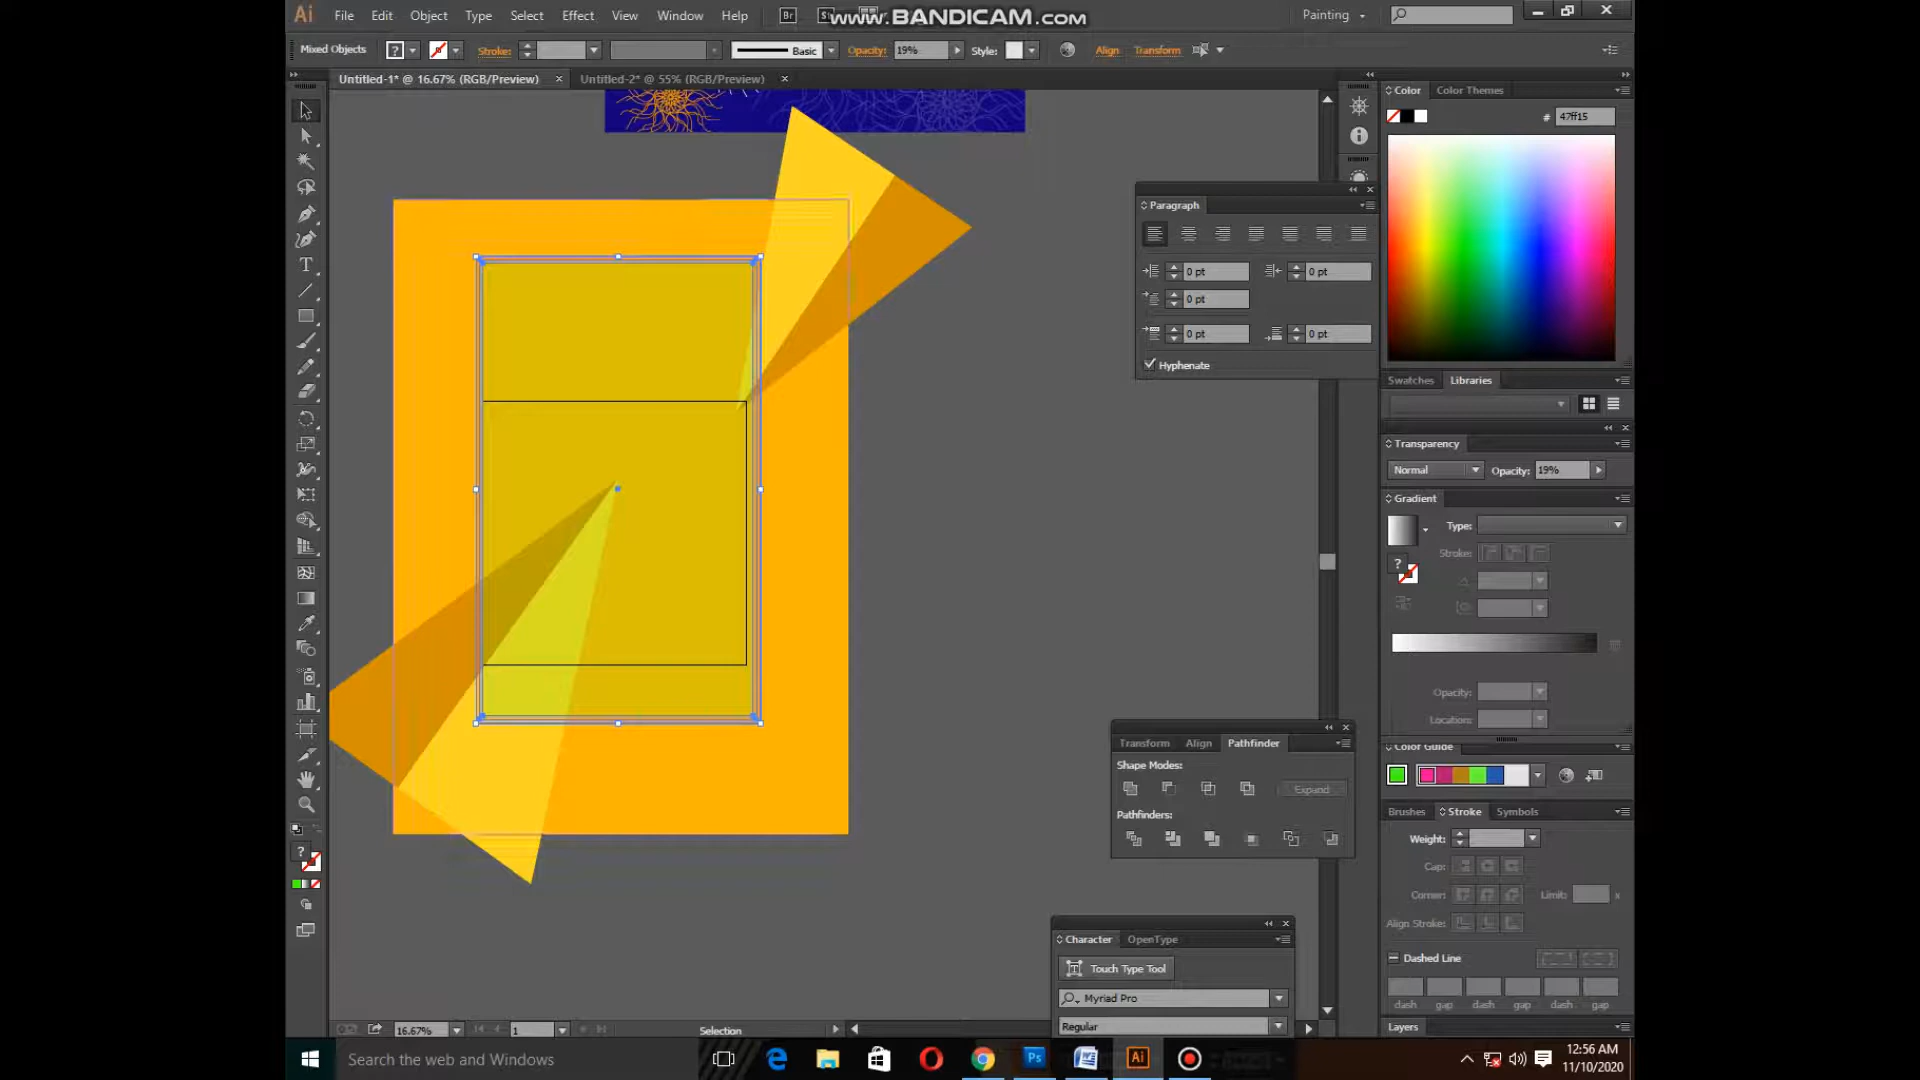 Ai File Edit Object Type Select Effect View Window Help Br St www.BANDICAM.com Painting
Mixed Objects ? Stroke: Basic Opacity: 19% Style: Align Transform
Untitled-1* @ 16.67% (RGB/Preview) × Untitled-2* @ 55% (RGB/Preview) ×
Color Color Themes
# 47ff15
Paragraph
0 pt 0 pt
0 pt
0 pt 0 pt
Hyphenate
Swatches Libraries
Transparency
Normal Opacity: 19%
Gradient
Type:
Stroke:
?
Opacity:
Location:
Color Guide
Transform Align Pathfinder
Shape Modes:
Expand
Pathfinders:
Brushes Stroke Symbols
Weight:
Cap:
Corner: Limit: x
Align Stroke:
Dashed Line
dash gap dash gap dash gap
Layers
Character OpenType
Touch Type Tool
Myriad Pro
Regular
?
16.67% 1 Selection
Search the web and Windows
Ps Ai
12:56 AM
11/10/2020